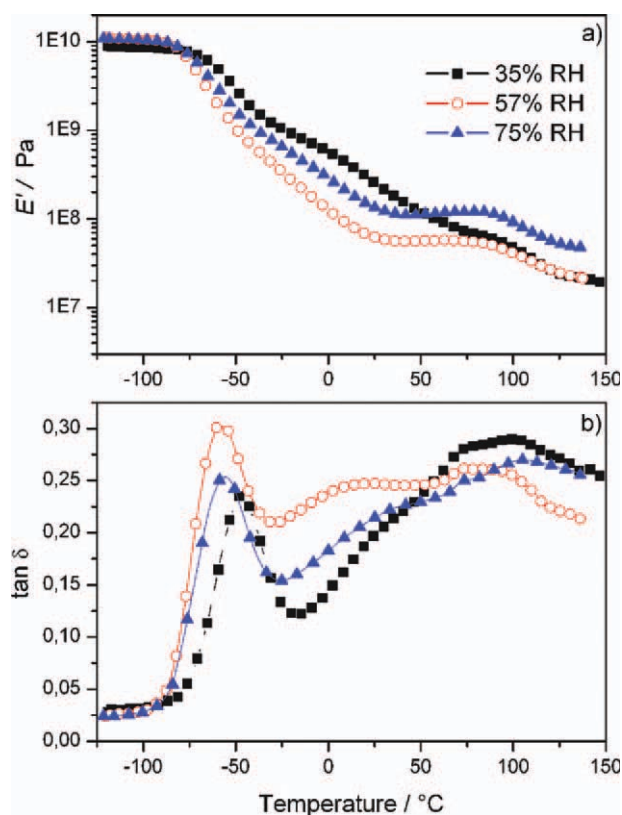 a)
1E10
1E9
1E8
1E7
E' / Pa
35% RH
57% RH
75% RH
-100 -50 0 50 100 150
b)
0,30
0,25
0,20
0,15
0,10
0,05
0,00
tan δ
-100 -50 0 50 100 150
Temperature / °C